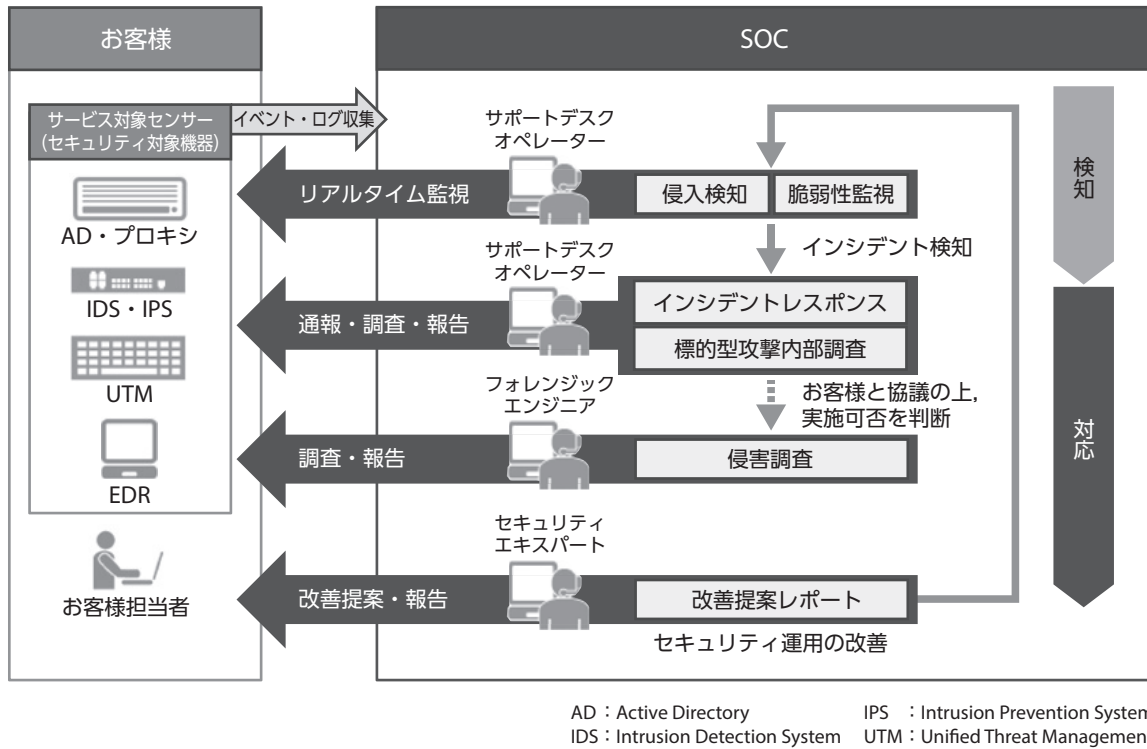 お客様
SOC
サービス対象センサー
（セキュリティ対象機器）
イベント・ログ収集
AD・プロキシ
IDS・IPS
UTM
EDR
お客様担当者
サポートデスク
オペレーター
リアルタイム監視
侵入検知
脆弱性監視
インシデント検知
サポートデスク
オペレーター
通報・調査・報告
インシデントレスポンス
標的型攻撃内部調査
お客様と協議の上，
実施可否を判断
フォレンジック
エンジニア
調査・報告
侵害調査
セキュリティ
エキスパート
改善提案・報告
改善提案レポート
セキュリティ運用の改善
検知
対応
AD：Active Directory
IPS：Intrusion Prevention System
IDS：Intrusion Detection System
UTM：Unified Threat Management